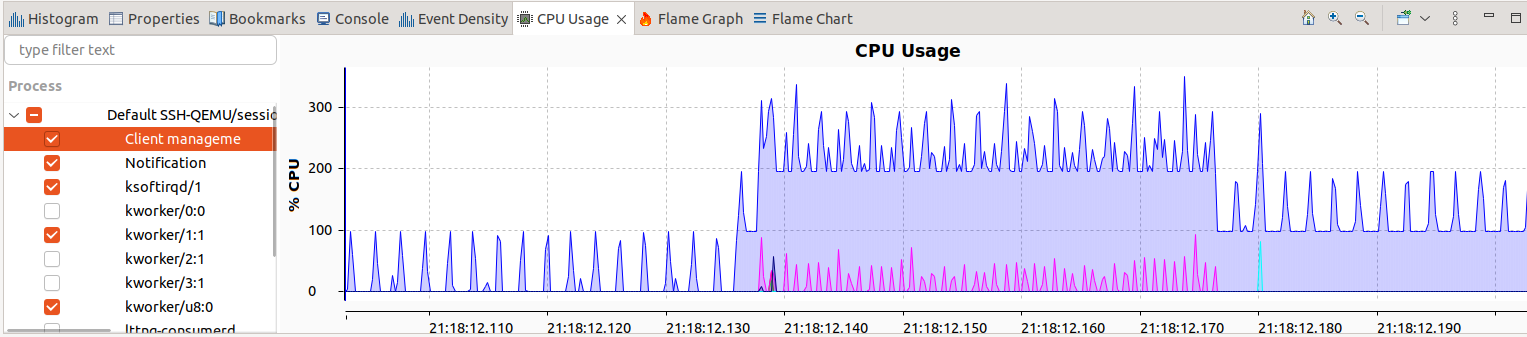 Histogram Properties Bookmarks Console Event Density CPU Usage Flame Graph Flame Chart
type filter text
Process
Default SSH-QEMU/sessio
Client manageme
Notification
ksoftirqd/1
kworker/0:0
kworker/1:1
kworker/2:1
kworker/3:1
kworker/u8:0
lttng-consumerd
CPU Usage
% CPU
300
200
100
0
21:18:12.110 21:18:12.120 21:18:12.130 21:18:12.140 21:18:12.150 21:18:12.160 21:18:12.170 21:18:12.180 21:18:12.190